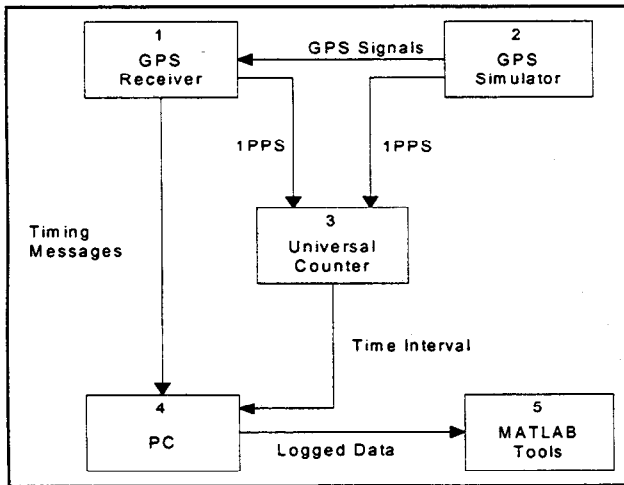 1
GPS
Receiver
GPS Signals
2
GPS
Simulator
1PPS
1PPS
Timing
Messages
3
Universal
Counter
Time Interval
4
PC
Logged Data
5
MATLAB
Tools